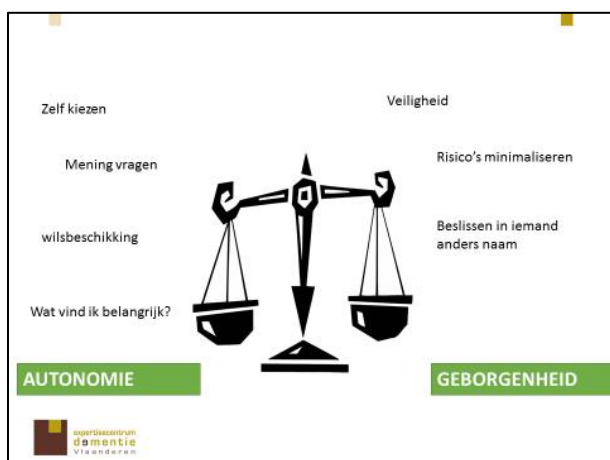 Zelf kiezen
Mening vragen
wilsbeschikking
Wat vind ik belangrijk?
AUTONOMIE
Veiligheid
Risico’s minimaliseren
Beslissen in iemand
anders naam
GEBORGENHEID
expertisecentrum
dementie
Vlaanderen